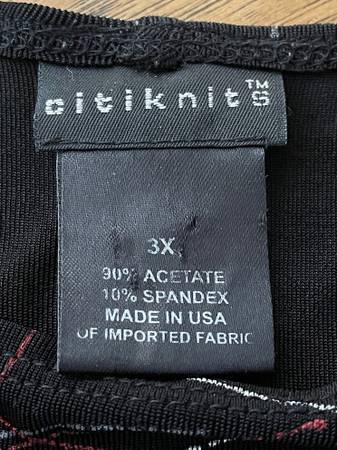 citiknits™
3X
90% ACETATE
10% SPANDEX
MADE IN USA
OF IMPORTED FABRIC